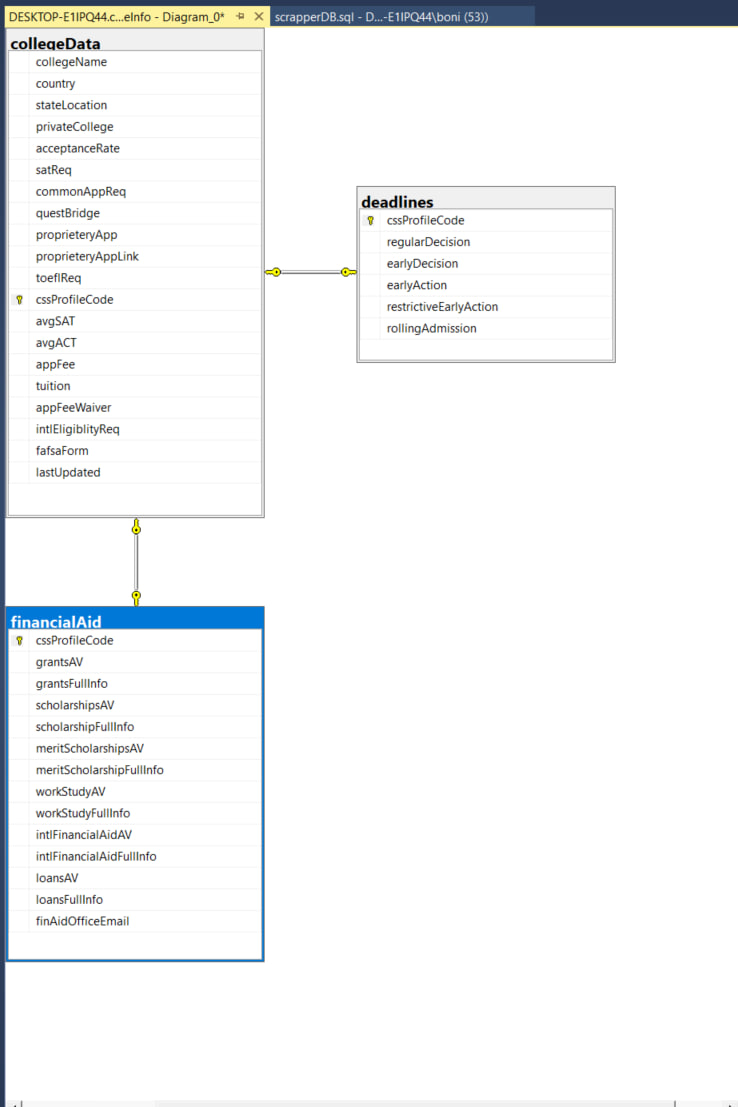 DESKTOP-E1IPQ44.c...eInfo - Diagram_0*
scrapperDB.sql - D...-E1IPQ44\boni (53))
collegeData
collegeName
country
stateLocation
privateCollege
acceptanceRate
satReq
commonAppReq
questBridge
proprieteryApp
proprieteryAppLink
toeflReq
cssProfileCode
avgSAT
avgACT
appFee
tuition
appFeeWaiver
intlEligiblityReq
fafsaForm
lastUpdated
deadlines
cssProfileCode
regularDecision
earlyDecision
earlyAction
restrictiveEarlyAction
rollingAdmission
financialAid
cssProfileCode
grantsAV
grantsFullInfo
scholarshipsAV
scholarshipFullInfo
meritScholarshipsAV
meritScholarshipFullInfo
workStudyAV
workStudyFullInfo
intlFinancialAidAV
intlFinancialAidFullInfo
loansAV
loansFullInfo
finAidOfficeEmail